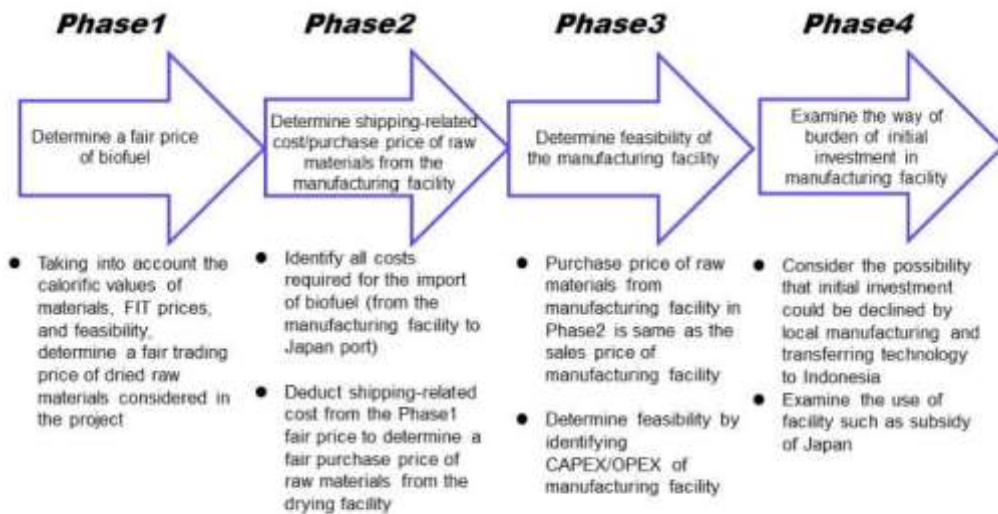 Phase1
Phase2
Phase3
Phase4
Determine a fair price
of biofuel
Determine shipping-related
cost/purchase price of raw
materials from the
manufacturing facility
Determine feasibility of
the manufacturing facility
Examine the way of
burden of initial
investment in
manufacturing facility
● Taking into account the
calorific values of
materials, FIT prices,
and feasibility,
determine a fair trading
price of dried raw
materials considered in
the project
● Identify all costs
required for the import
of biofuel (from the
manufacturing facility to
Japan port)
● Deduct shipping-related
cost from the Phase1
fair price to determine a
fair purchase price of
raw materials from the
drying facility
● Purchase price of raw
materials from
manufacturing facility in
Phase2 is same as the
sales price of
manufacturing facility
● Determine feasibility by
identifying
CAPEX/OPEX of
manufacturing facility
● Consider the possibility
that initial investment
could be declined by
local manufacturing and
transferring technology
to Indonesia
● Examine the use of
facility such as subsidy
of Japan